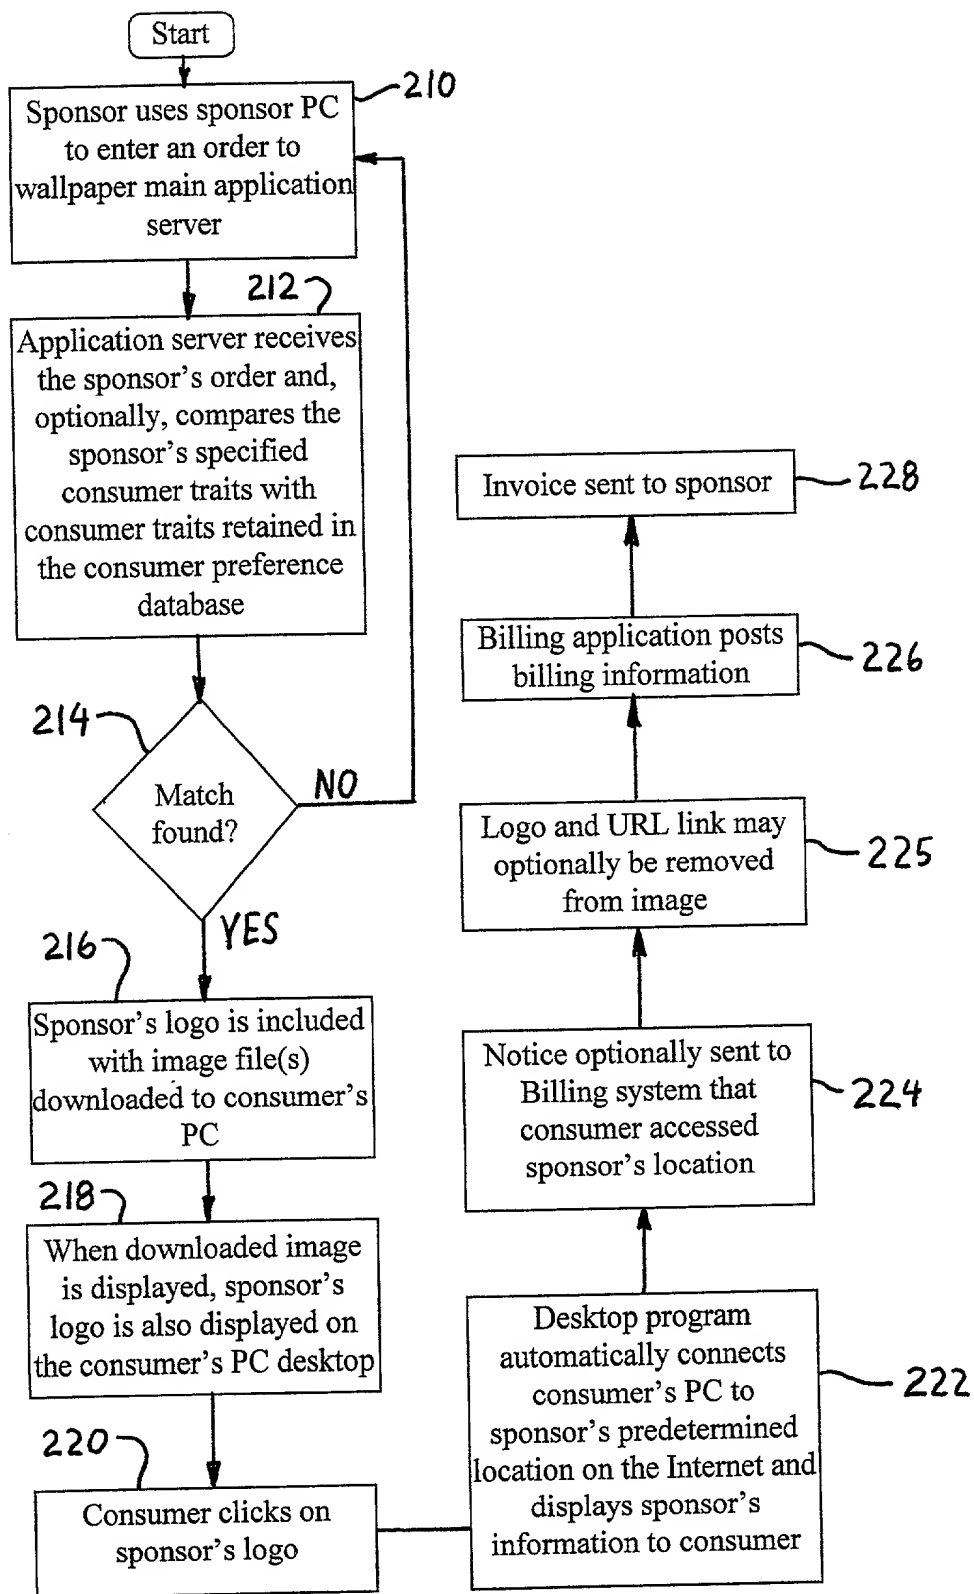 Start
210
Sponsor uses sponsor PC
to enter an order to
wallpaper main application
server
212
Application server receives
the sponsor's order and,
optionally, compares the
sponsor's specified
consumer traits with
consumer traits retained in
the consumer preference
database
214
Match
found?
NO
YES
216
Sponsor's logo is included
with image file(s)
downloaded to consumer's
PC
218
When downloaded image
is displayed, sponsor's
logo is also displayed on
the consumer's PC desktop
220
Consumer clicks on
sponsor's logo
Desktop program
automatically connects
consumer's PC to
sponsor's predetermined
location on the Internet and
displays sponsor's
information to consumer
222
Notice optionally sent to
Billing system that
consumer accessed
sponsor's location
224
Logo and URL link may
optionally be removed
from image
225
Billing application posts
billing information
226
Invoice sent to sponsor
228